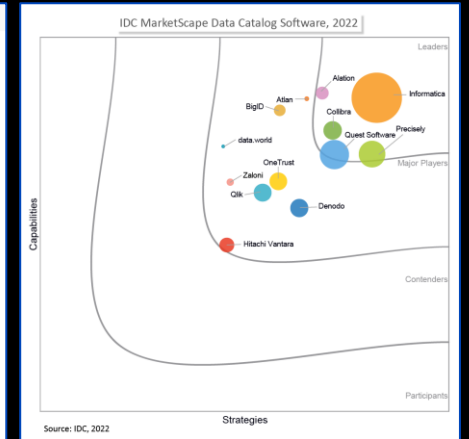 IDC MarketScape Data Catalog Software, 2022
Leaders
Alation
Informatica
Atlan
BigID
Collibra
Precisely
Quest Software
data.world
Major Players
OneTrust
Zaloni
Qlik
Denodo
Hitachi Vantara
Capabilities
Contenders
Participants
Strategies
Source: IDC, 2022